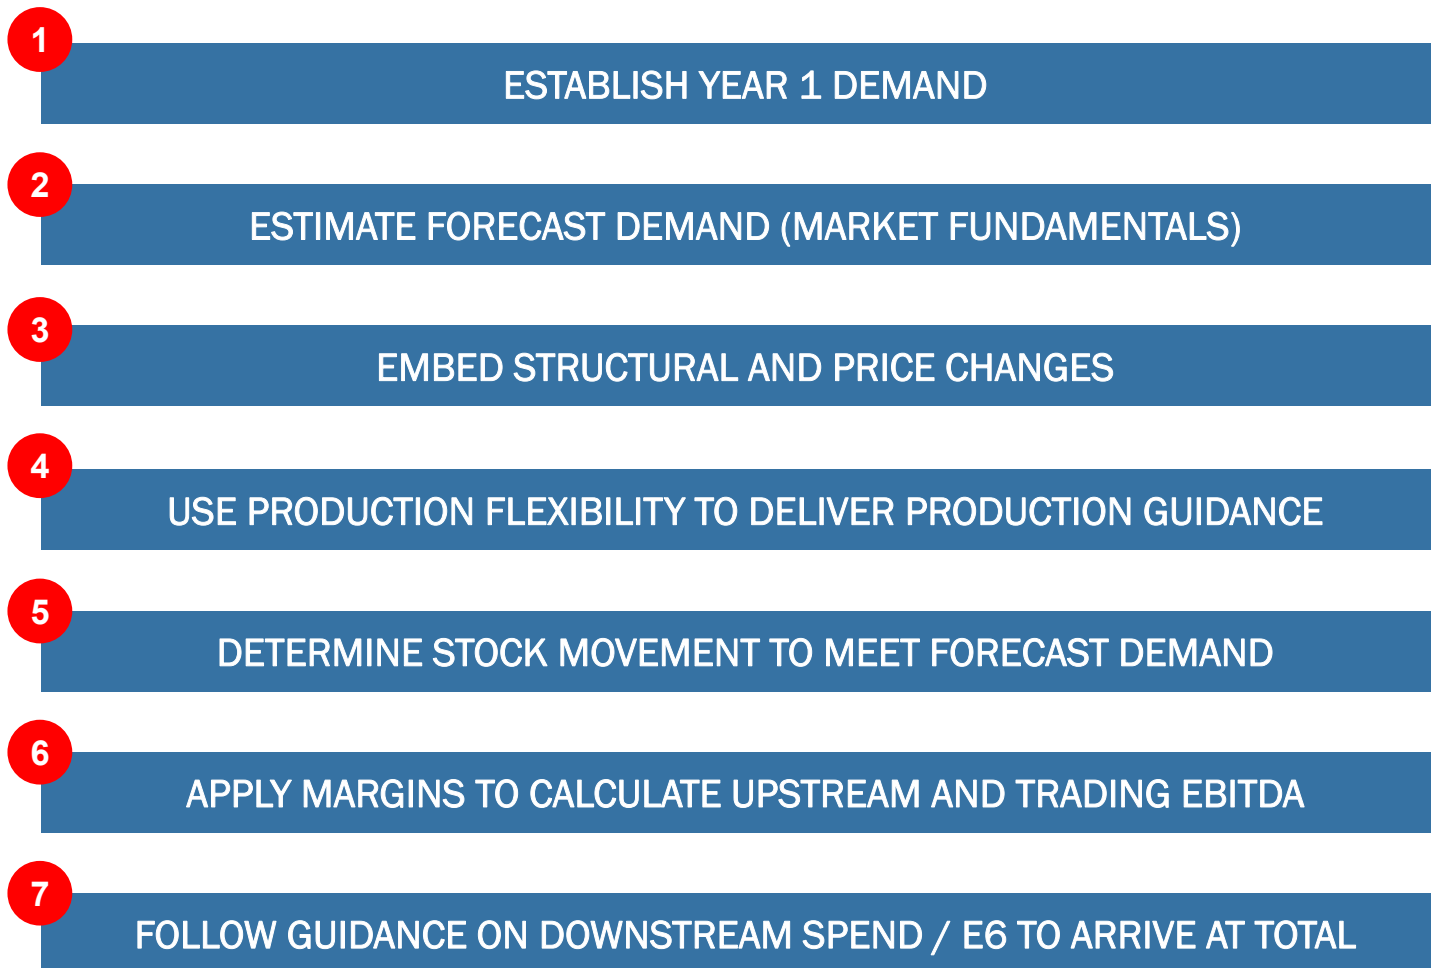 1
ESTABLISH YEAR 1 DEMAND
2
ESTIMATE FORECAST DEMAND (MARKET FUNDAMENTALS)
3
EMBED STRUCTURAL AND PRICE CHANGES
4
USE PRODUCTION FLEXIBILITY TO DELIVER PRODUCTION GUIDANCE
5
DETERMINE STOCK MOVEMENT TO MEET FORECAST DEMAND
6
APPLY MARGINS TO CALCULATE UPSTREAM AND TRADING EBITDA
7
FOLLOW GUIDANCE ON DOWNSTREAM SPEND / E6 TO ARRIVE AT TOTAL